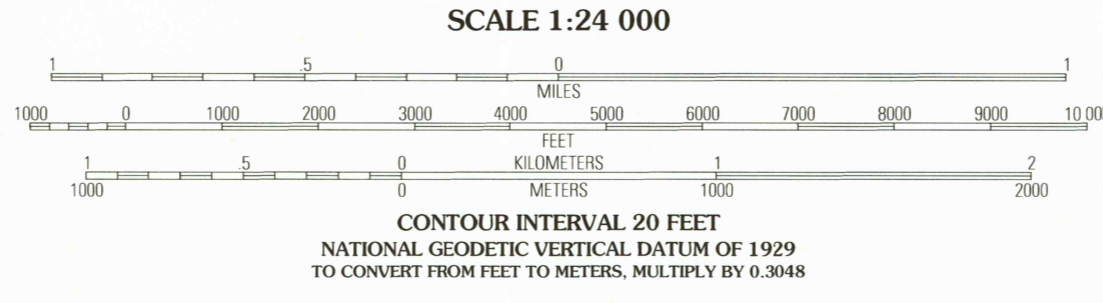 SCALE 1:24 000
1 .5 0 1
MILES
1000 0 1000 2000 3000 4000 5000 6000 7000 8000 9000 10 00
FEET
1 .5 0 KILOMETERS 1 2
1000 0 METERS 1000 2000
CONTOUR INTERVAL 20 FEET
NATIONAL GEODETIC VERTICAL DATUM OF 1929
TO CONVERT FROM FEET TO METERS, MULTIPLY BY 0.3048